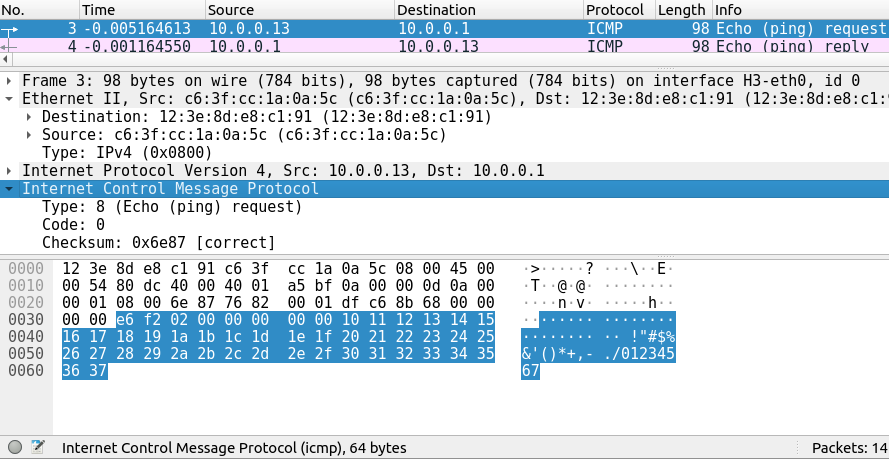 No. Time Source Destination Protocol Length Info
3 -0.005164613 10.0.0.13 10.0.0.1 ICMP 98 Echo (ping) request
4 -0.001164550 10.0.0.1 10.0.0.13 ICMP 98 Echo (ping) reply
Frame 3: 98 bytes on wire (784 bits), 98 bytes captured (784 bits) on interface H3-eth0, id 0
Ethernet II, Src: c6:3f:cc:1a:0a:5c (c6:3f:cc:1a:0a:5c), Dst: 12:3e:8d:e8:c1:91 (12:3e:8d:e8:c1:9
Destination: 12:3e:8d:e8:c1:91 (12:3e:8d:e8:c1:91)
Source: c6:3f:cc:1a:0a:5c (c6:3f:cc:1a:0a:5c)
Type: IPv4 (0x0800)
Internet Protocol Version 4, Src: 10.0.0.13, Dst: 10.0.0.1
Internet Control Message Protocol
Type: 8 (Echo (ping) request)
Code: 0
Checksum: 0x6e87 [correct]
0000 12 3e 8d e8 c1 91 c6 3f cc 1a 0a 5c 08 00 45 00 ·>·····? ···\··E·
0010 00 54 80 dc 40 00 40 01 a5 bf 0a 00 00 0d 0a 00 ·T··@·@· ········
0020 00 01 08 00 6e 87 76 82 00 01 df c6 8b 68 00 00 ····n·v· ·····h··
0030 00 00 e6 f2 02 00 00 00 00 00 10 11 12 13 14 15 ········ ········
0040 16 17 18 19 1a 1b 1c 1d 1e 1f 20 21 22 23 24 25 ········ ·· !"#$%
0050 26 27 28 29 2a 2b 2c 2d 2e 2f 30 31 32 33 34 35 &'()*+,- ./012345
0060 36 37 67
Internet Control Message Protocol (icmp), 64 bytes Packets: 14